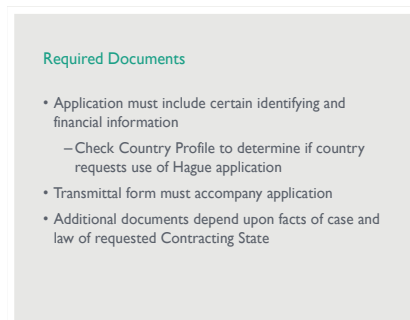 Required Documents
• Application must include certain identifying and
financial information
– Check Country Profile to determine if country
requests use of Hague application
• Transmittal form must accompany application
• Additional documents depend upon facts of case and
law of requested Contracting State